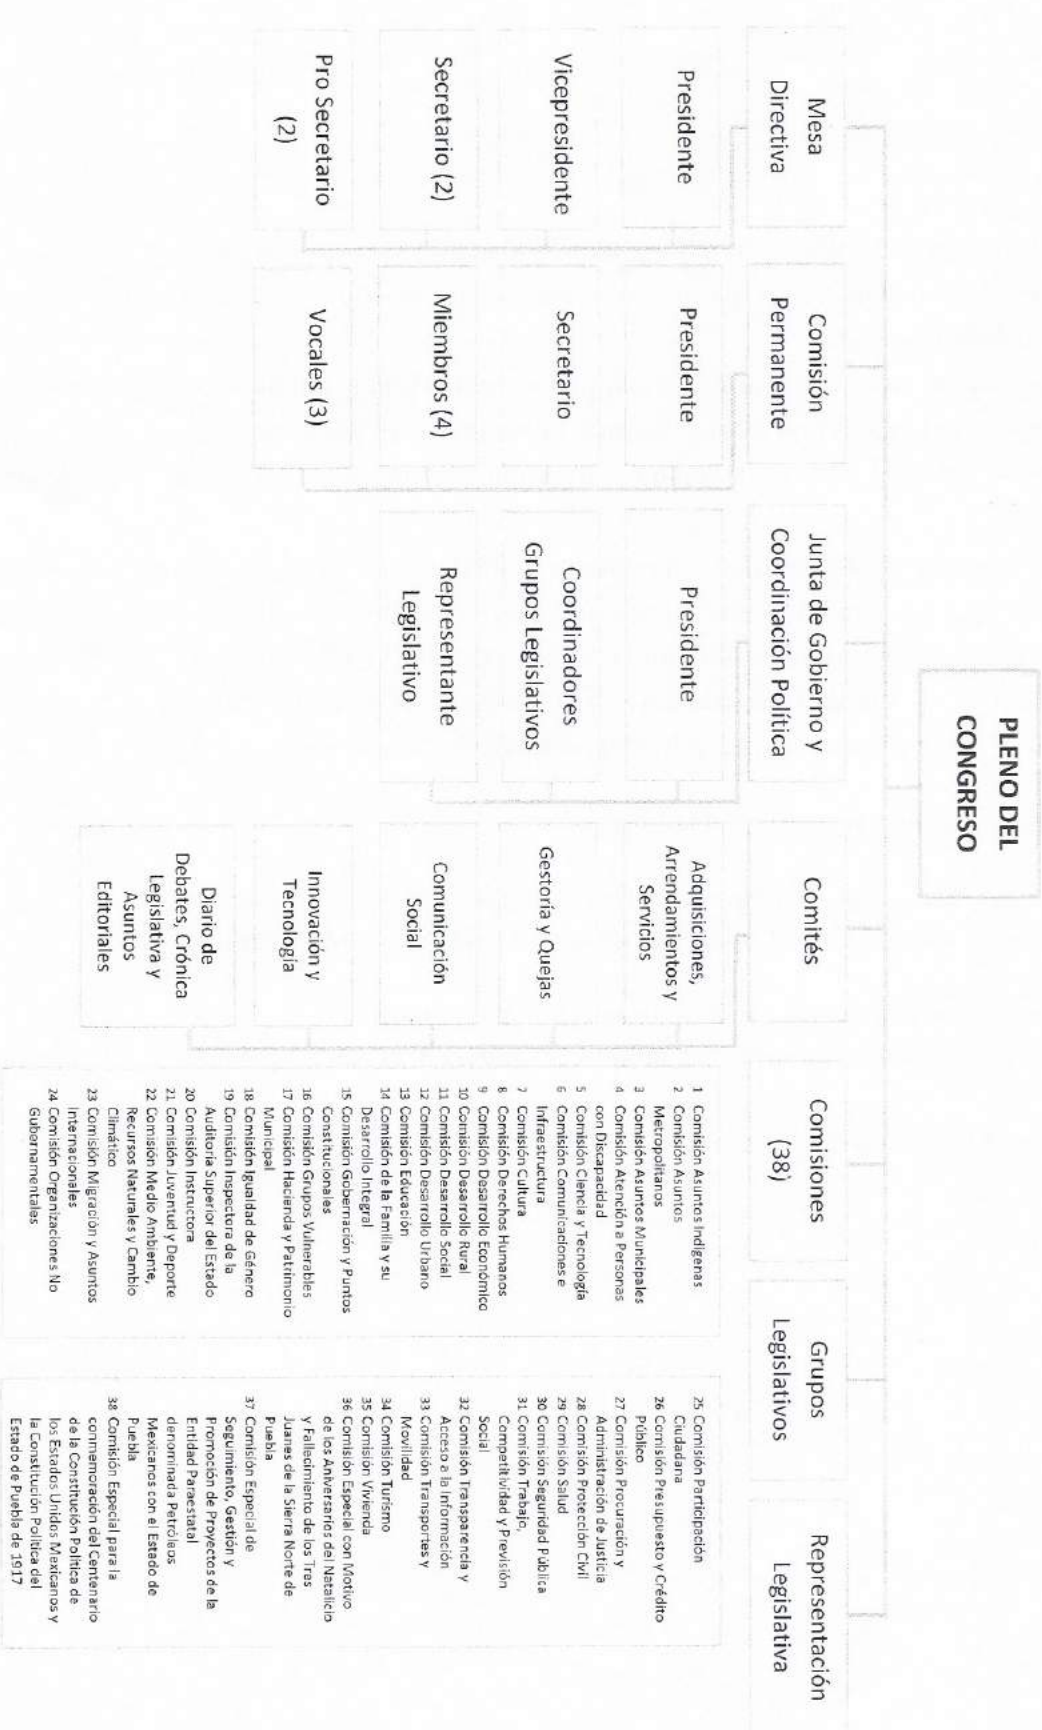 PLENO DEL
CONGRESO
Mesa
Directiva
Presidente
Vicepresidente
Secretario (2)
Pro Secretario
(2)
Comisión
Permanente
Presidente
Secretario
Miembros (4)
Vocales (3)
Junta de Gobierno y
Coordinación Política
Presidente
Coordinadores
Grupos Legislativos
Representante
Legislativo
Comités
Adquisiciones,
Arrendamientos y
Servicios
Gestoría y Quejas
Comunicación
Social
Innovación y
Tecnología
Diario de
Debates, Crónica
Legislativa y
Asuntos
Editoriales
Comisiones
(38)
Grupos
Legislativos
Representación
Legislativa
1 Comisión Asuntos Indígenas
2 Comisión Asuntos
Metropolitanos
3 Comisión Asuntos Municipales
4 Comisión Atención a Personas
con Discapacidad
5 Comisión Ciencia y Tecnología
6 Comisión Comunicaciones e
Infraestructura
7 Comisión Cultura
8 Comisión Derechos Humanos
9 Comisión Desarrollo Económico
10 Comisión Desarrollo Rural
11 Comisión Desarrollo Social
12 Comisión Desarrollo Urbano
13 Comisión Educación
14 Comisión de la Familia y su
Desarrollo Integral
15 Comisión Gobernación y Puntos
Constitucionales
16 Comisión Grupos Vulnerables
17 Comisión Hacienda y Patrimonio
Municipal
18 Comisión Igualdad de Género
19 Comisión Inspectora de la
Auditoria Superior del Estado
20 Comisión Instructora
21 Comisión Juventud y Deporte
22 Comisión Medio Ambiente,
Recursos Naturales y Cambio
Climático
23 Comisión Migración y Asuntos
Internacionales
24 Comisión Organizaciones No
Gubernamentales
25 Comisión Participación
Ciudadana
26 Comisión Presupuesto y Crédito
Público
27 Comisión Procuración y
Administración de Justicia
28 Comisión Protección Civil
29 Comisión Salud
30 Comisión Seguridad Pública
31 Comisión Trabajo,
Competitividad y Previsión
Social
32 Comisión Transparencia y
Acceso a la Información
33 Comisión Transportes y
Movilidad
34 Comisión Turismo
35 Comisión Vivienda
36 Comisión Especial con Motivo
de los Aniversarios del Natalicio
y Fallecimiento de los Tres
Juanes de la Sierra Norte de
Puebla
37 Comisión Especial de
Seguimiento, Gestión y
Promoción de Proyectos de la
Entidad Paraestatal
denominada Petróleos
Mexicanos con el Estado de
Puebla
38 Comisión Especial para la
conmemoración del Centenario
de la Constitución Política de
los Estados Unidos Mexicanos y
la Constitución Política del
Estado de Puebla de 1917